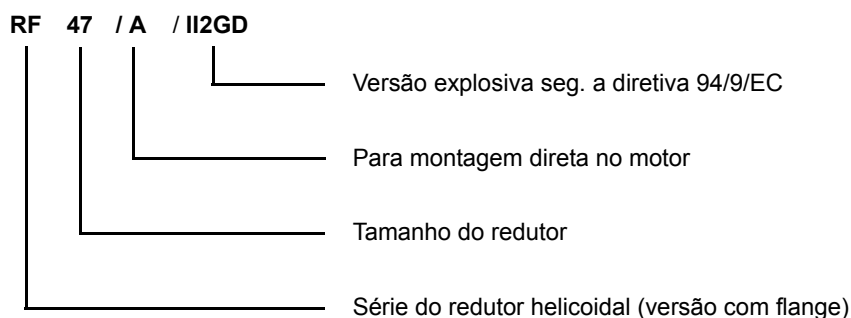 RF 47 / A / II2GD
Versão explosiva seg. a diretiva 94/9/EC
Para montagem direta no motor
Tamanho do redutor
Série do redutor helicoidal (versão com flange)